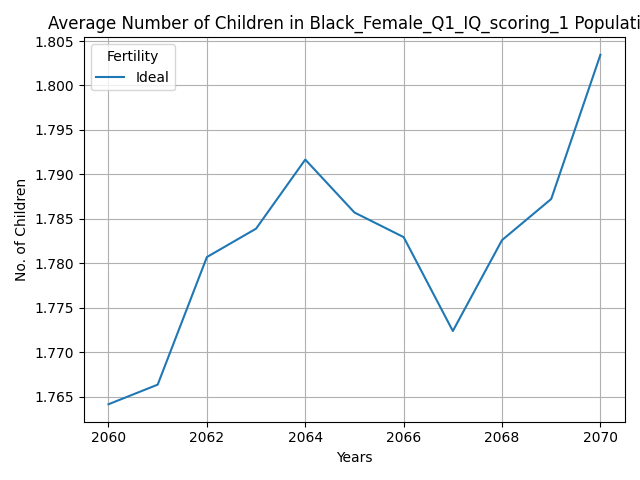 Average Number of Children in Black_Female_Q1_IQ_scoring_1 Populati
Fertility
Ideal
No. of Children
1.805
1.800
1.795
1.790
1.785
1.780
1.775
1.770
1.765
2060 2062 2064 2066 2068 2070
Years